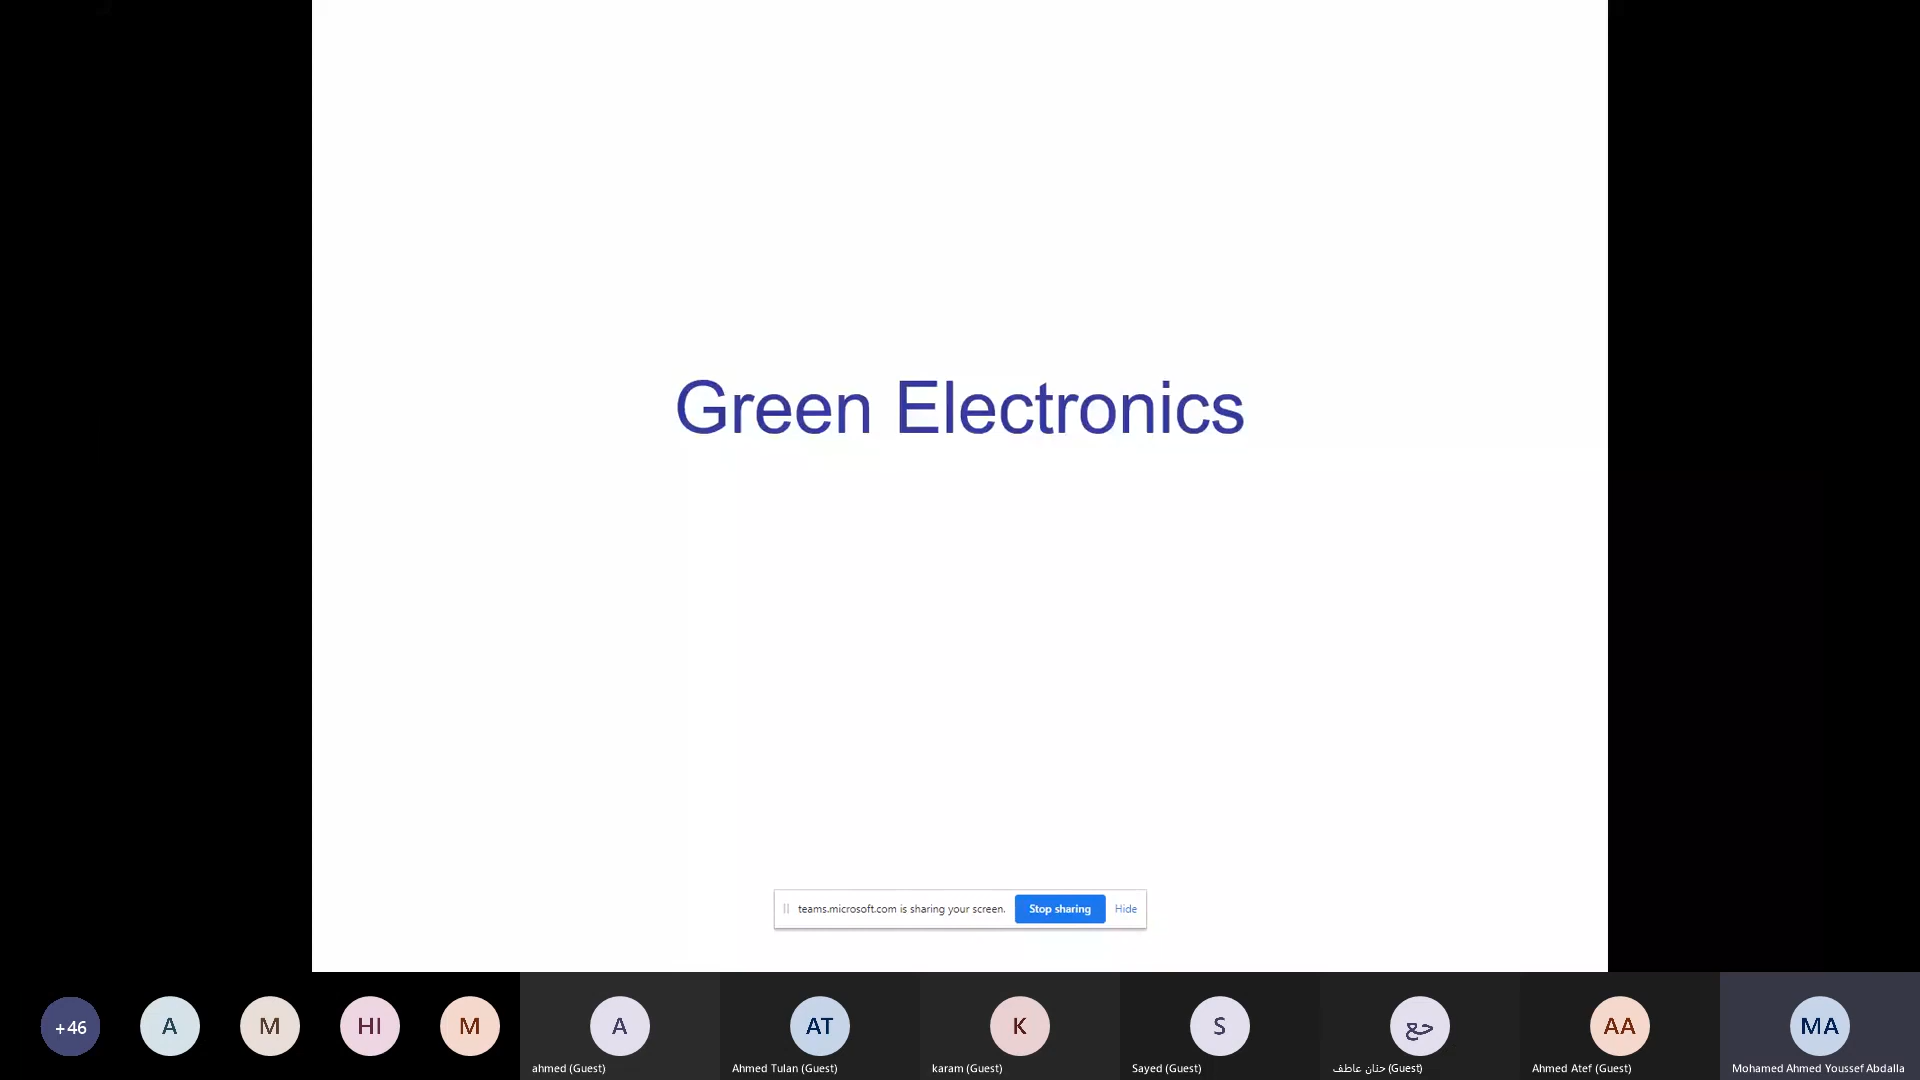 Green Electronics
teams.microsoft.com is sharing your screen. Stop sharing Hide
+46 A M HI M A AT K S حع AA MA
ahmed (Guest) Ahmed Tulan (Guest) karam (Guest) Sayed (Guest) حنان عاطف (Guest) Ahmed Atef (Guest) Mohamed Ahmed Youssef Abdalla